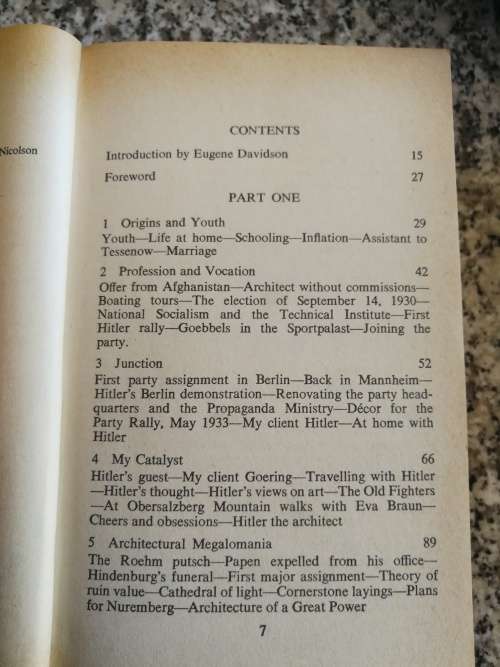 Nicolson
CONTENTS
Introduction by Eugene Davidson 15
Foreword 27
PART ONE
1 Origins and Youth 29
Youth—Life at home—Schooling—Inflation—Assistant to
Tessenow—Marriage
2 Profession and Vocation 42
Offer from Afghanistan—Architect without commissions—
Boating tours—The election of September 14, 1930—
National Socialism and the Technical Institute—First
Hitler rally—Goebbels in the Sportpalast—Joining the
party.
3 Junction 52
First party assignment in Berlin—Back in Mannheim—
Hitler's Berlin demonstration—Renovating the party head-
quarters and the Propaganda Ministry—Décor for the
Party Rally, May 1933—My client Hitler—At home with
Hitler
4 My Catalyst 66
Hitler's guest—My client Goering—Travelling with Hitler
—Hitler's thought—Hitler's views on art—The Old Fighters
—At Obersalzberg Mountain walks with Eva Braun—
Cheers and obsessions—Hitler the architect
5 Architectural Megalomania 89
The Roehm putsch—Papen expelled from his office—
Hindenburg's funeral—First major assignment—Theory of
ruin value—Cathedral of light—Cornerstone layings—Plans
for Nuremberg—Architecture of a Great Power
7